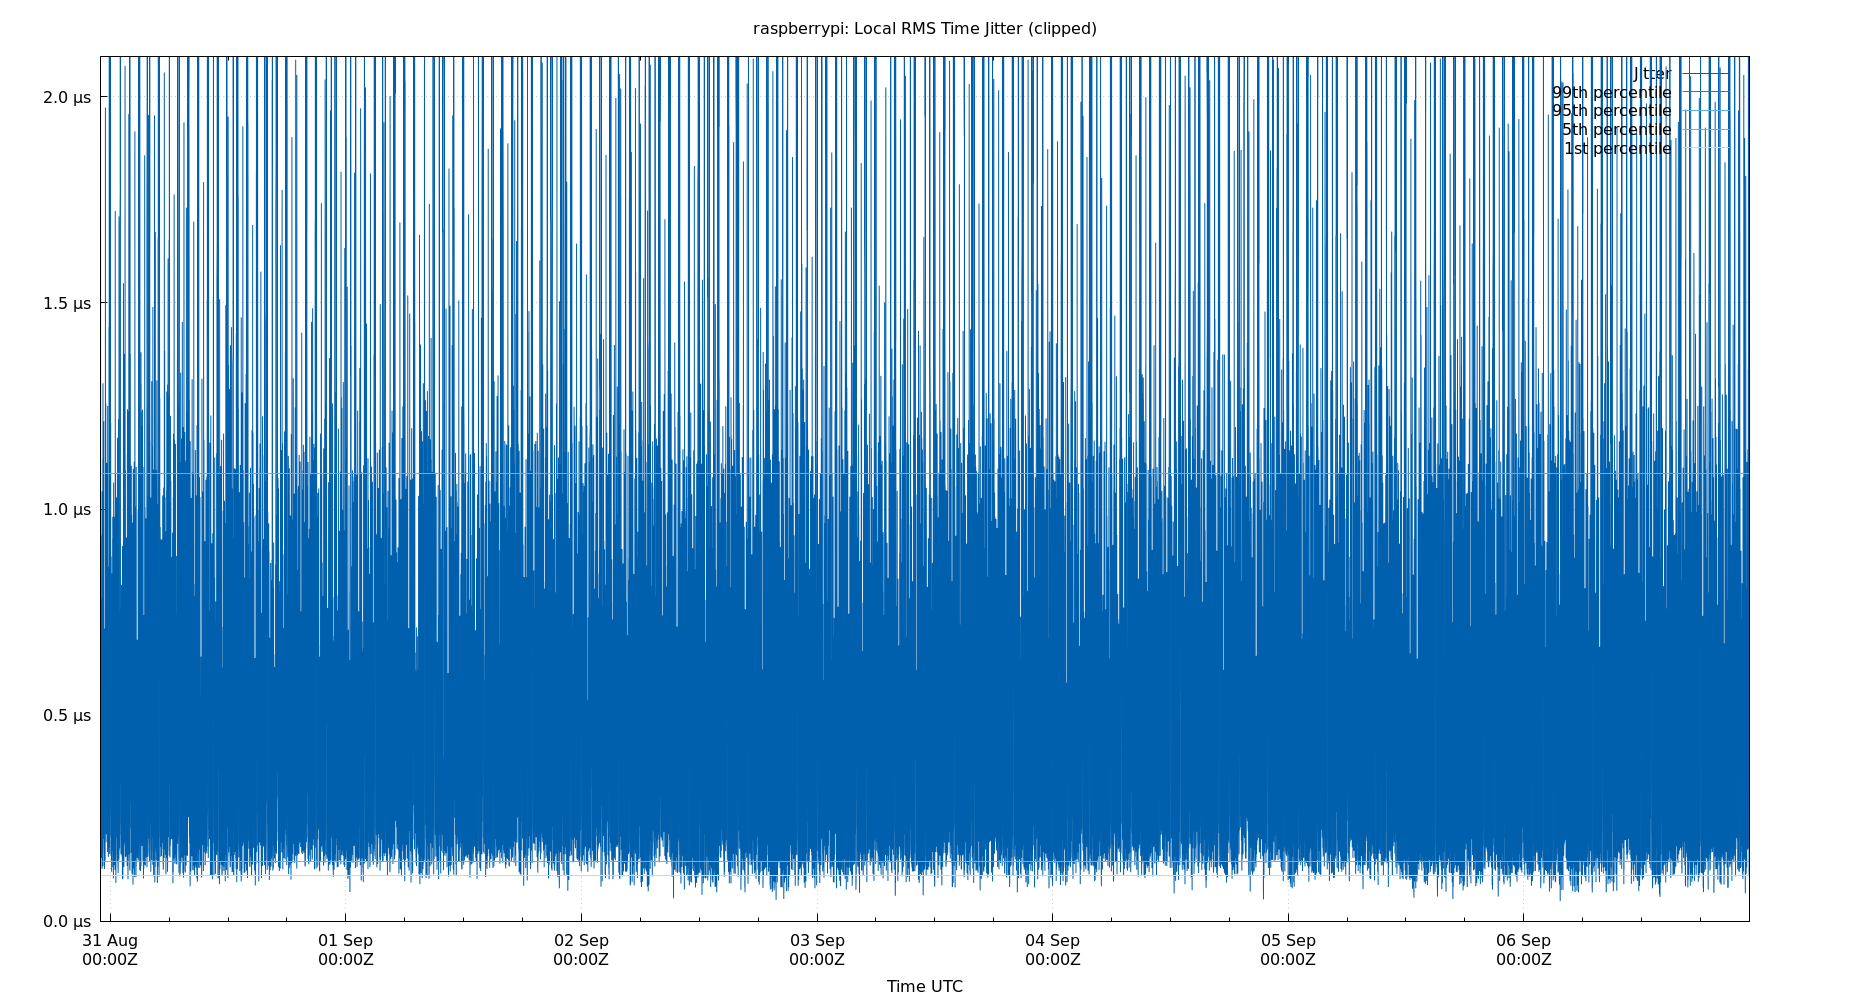 raspberrypi: Local RMS Time Jitter (clipped)
Jitter
99th percentile
95th percentile
5th percentile
1st percentile
2.0 µs
1.5 µs
1.0 µs
0.5 µs
0.0 µs
31 Aug 01 Sep 02 Sep 03 Sep 04 Sep 05 Sep 06 Sep
00:00Z 00:00Z 00:00Z 00:00Z 00:00Z 00:00Z 00:00Z
Time UTC